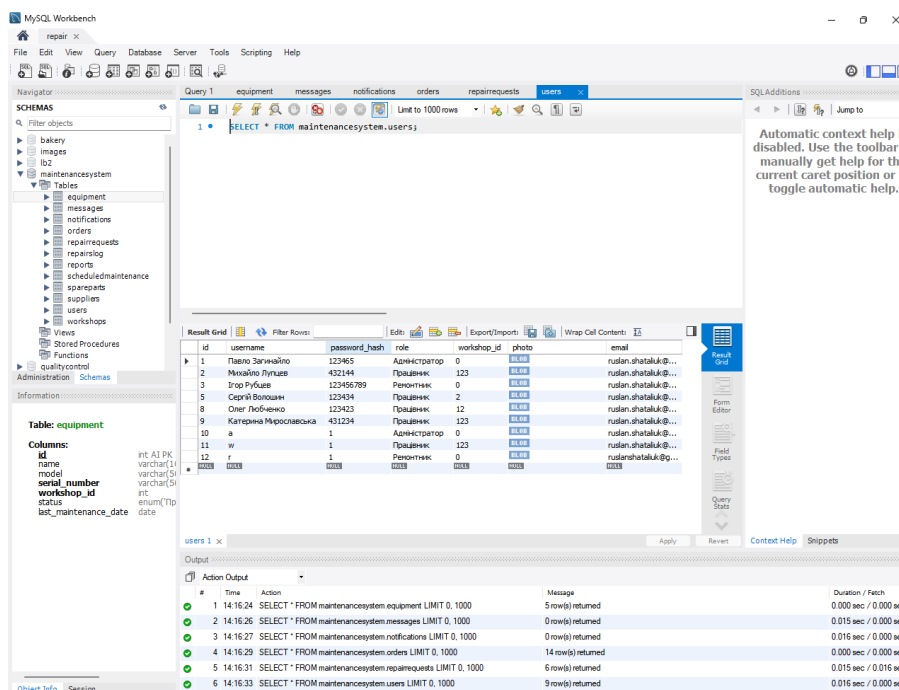 MySQL Workbench
repair
File Edit View Query Database Server Tools Scripting Help
Navigator
SCHEMAS
Filter objects
bakery
images
lb2
maintenancesystem
Tables
equipment
messages
notifications
orders
repairrequests
repairslog
reports
scheduledmaintenance
spareparts
suppliers
users
workshops
Views
Stored Procedures
Functions
qualitycontrol
Administration Schemas
Information
Table: equipment
Columns:
id int AI PK
name varchar(10
model varchar(50
serial_number varchar(50
workshop_id int
status enum('Пр
last_maintenance_date date
Object Info Session
Query 1 equipment messages notifications orders repairrequests users
Limit to 1000 rows
1 SELECT * FROM maintenancesystem.users;
Result Grid Filter Rows: Edit: Export/Import: Wrap Cell Content:
id username password_hash role workshop_id photo email
1 Павло Загинайло 123465 Адміністратор 0 BLOB ruslan.shataliuk@...
2 Михайло Лупцев 432144 Працівник 123 BLOB ruslan.shataliuk@...
3 Ігор Рубцев 123456789 Ремонтник 0 BLOB ruslan.shataliuk@...
5 Сергій Волошин 123434 Працівник 2 BLOB ruslan.shataliuk@...
8 Олег Любченко 123423 Працівник 12 BLOB ruslan.shataliuk@...
9 Катерина Мирославська 431234 Працівник 123 BLOB ruslan.shataliuk@...
10 a 1 Адміністратор 0 BLOB ruslan.shataliuk@...
11 w 1 Працівник 123 BLOB ruslan.shataliuk@...
12 r 1 Ремонтник 0 BLOB ruslanshataliuk@g...
NULL NULL NULL NULL NULL NULL NULL
Result Grid
Form Editor
Field Types
Query Stats
users 1 Apply Revert
SQLAdditions
Jump to
Automatic context help
disabled. Use the toolbar
manually get help for
current caret position or
toggle automatic help.
Context Help Snippets
Output
Action Output
# Time Action Message Duration / Fetch
1 14:16:24 SELECT * FROM maintenancesystem.equipment LIMIT 0, 1000 5 row(s) returned 0.000 sec / 0.000 se
2 14:16:26 SELECT * FROM maintenancesystem.messages LIMIT 0, 1000 0 row(s) returned 0.015 sec / 0.000 se
3 14:16:27 SELECT * FROM maintenancesystem.notifications LIMIT 0, 1000 0 row(s) returned 0.016 sec / 0.000 se
4 14:16:29 SELECT * FROM maintenancesystem.orders LIMIT 0, 1000 14 row(s) returned 0.000 sec / 0.000 se
5 14:16:31 SELECT * FROM maintenancesystem.repairrequests LIMIT 0, 1000 6 row(s) returned 0.015 sec / 0.016 se
6 14:16:33 SELECT * FROM maintenancesystem.users LIMIT 0, 1000 9 row(s) returned 0.016 sec / 0.000 se